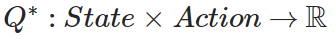 Q* : State × Action → ℝ